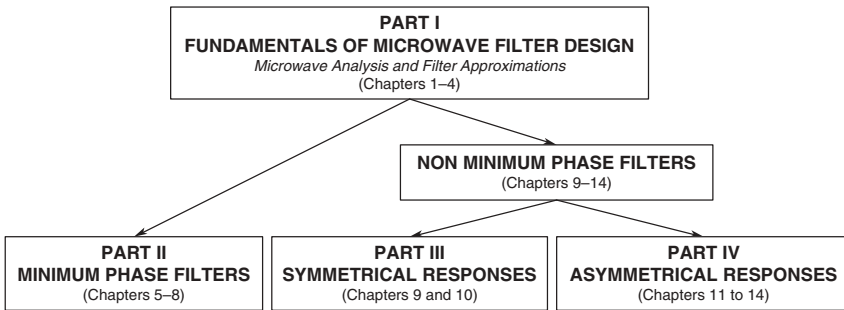 PART I
FUNDAMENTALS OF MICROWAVE FILTER DESIGN
Microwave Analysis and Filter Approximations
(Chapters 1–4)
NON MINIMUM PHASE FILTERS
(Chapters 9–14)
PART II
MINIMUM PHASE FILTERS
(Chapters 5–8)
PART III
SYMMETRICAL RESPONSES
(Chapters 9 and 10)
PART IV
ASYMMETRICAL RESPONSES
(Chapters 11 to 14)